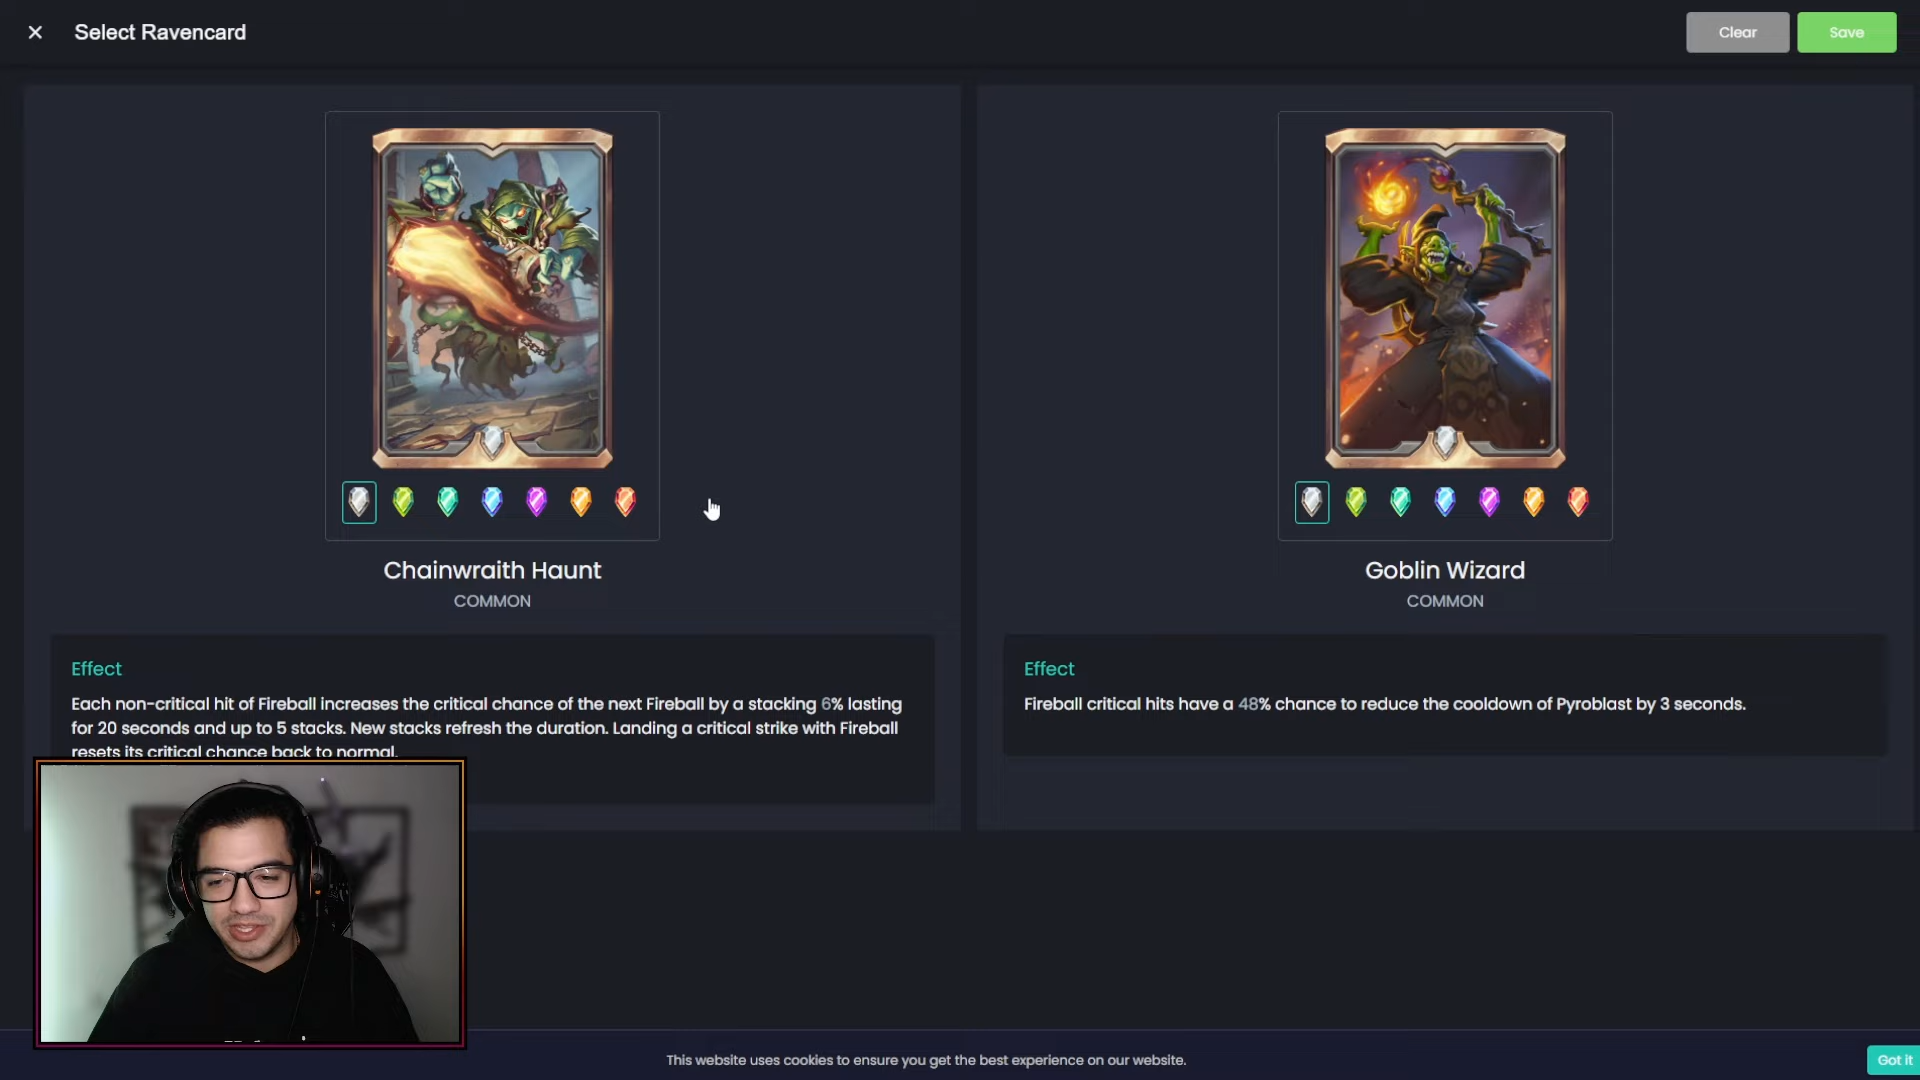 Select Ravencard
Clear
Save
Chainwraith Haunt
COMMON
Effect
Each non-critical hit of Fireball increases the critical chance of the next Fireball by a stacking 6% lasting
for 20 seconds and up to 5 stacks. New stacks refresh the duration. Landing a critical strike with Fireball
resets its critical chance back to normal.
Goblin Wizard
COMMON
Effect
Fireball critical hits have a 48% chance to reduce the cooldown of Pyroblast by 3 seconds.
This website uses cookies to ensure you get the best experience on our website.
Got it